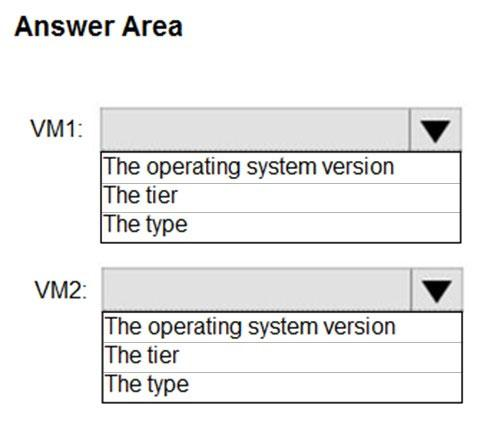 Answer Area
VM1:
The operating system version
The tier
The type
VM2:
The operating system version
The tier
The type